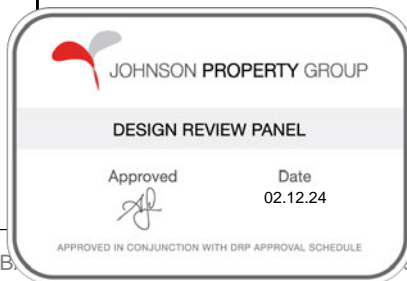 JOHNSON PROPERTY GROUP
DESIGN REVIEW PANEL
Approved Date
02.12.24
APPROVED IN CONJUNCTION WITH DRP APPROVAL SCHEDULE